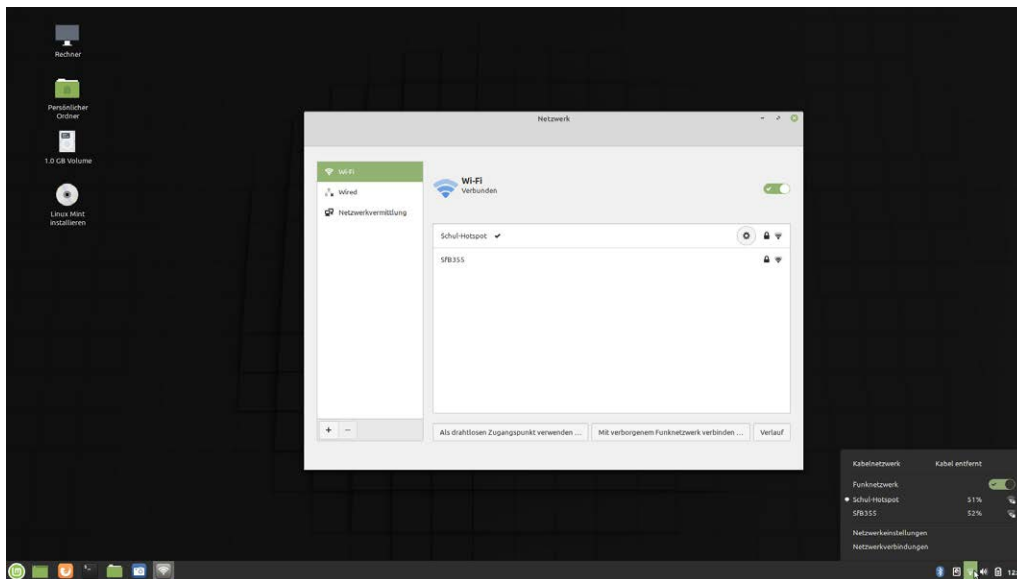 Rechner
Persönlicher
Ordner
1.0 GB Volume
Linux Mint
installieren
Netzwerk
Wi-Fi
Wired
Netzwerkvermittlung
Wi-Fi
Verbunden
Schul-Hotspot
SfB355
Als drahtlosen Zugangspunkt verwenden ...
Mit verborgenem Funknetzwerk verbinden ...
Verlauf
Kabelnetzwerk Kabel entfernt
Funknetzwerk
Schul-Hotspot 51%
SfB355 52%
Netzwerkeinstellungen
Netzwerkverbindungen